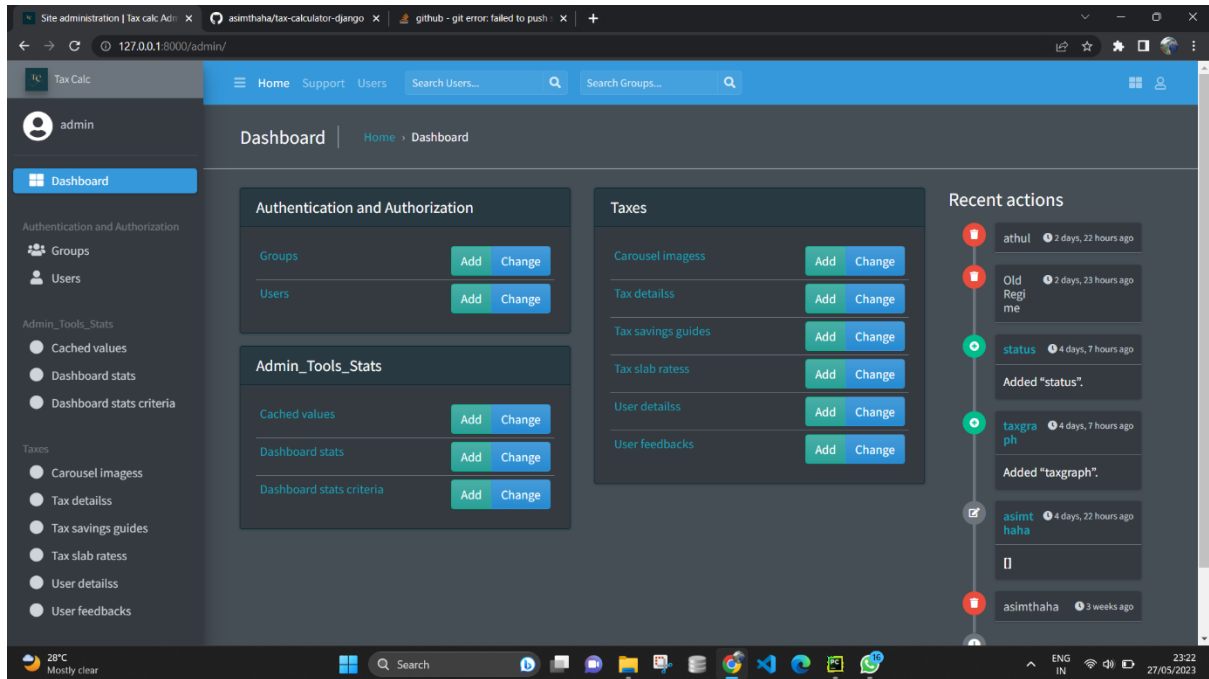 Site administration | Tax calc Adm
asimthaha/tax-calculator-django
github - git error: failed to push s
127.0.0.1:8000/admin/
TC
Tax Calc
Home Support Users Search Users... Search Groups...
admin
Dashboard
Home › Dashboard
Dashboard
Authentication and Authorization
Groups
Users
Admin_Tools_Stats
Cached values
Dashboard stats
Dashboard stats criteria
Taxes
Carousel imagess
Tax detailss
Tax savings guides
Tax slab ratess
User detailss
User feedbacks
Authentication and Authorization
Groups Add Change
Users Add Change
Admin_Tools_Stats
Cached values Add Change
Dashboard stats Add Change
Dashboard stats criteria Add Change
Taxes
Carousel imagess Add Change
Tax detailss Add Change
Tax savings guides Add Change
Tax slab ratess Add Change
User detailss Add Change
User feedbacks Add Change
Recent actions
athul 2 days, 22 hours ago
Old 2 days, 23 hours ago
Regi
me
status 4 days, 7 hours ago
Added “status”.
taxgra 4 days, 7 hours ago
ph
Added “taxgraph”.
asimt 4 days, 22 hours ago
haha
[]
asimthaha 3 weeks ago
28°C
Mostly clear
Search
PC
16
ENG
IN
23:22
27/05/2023